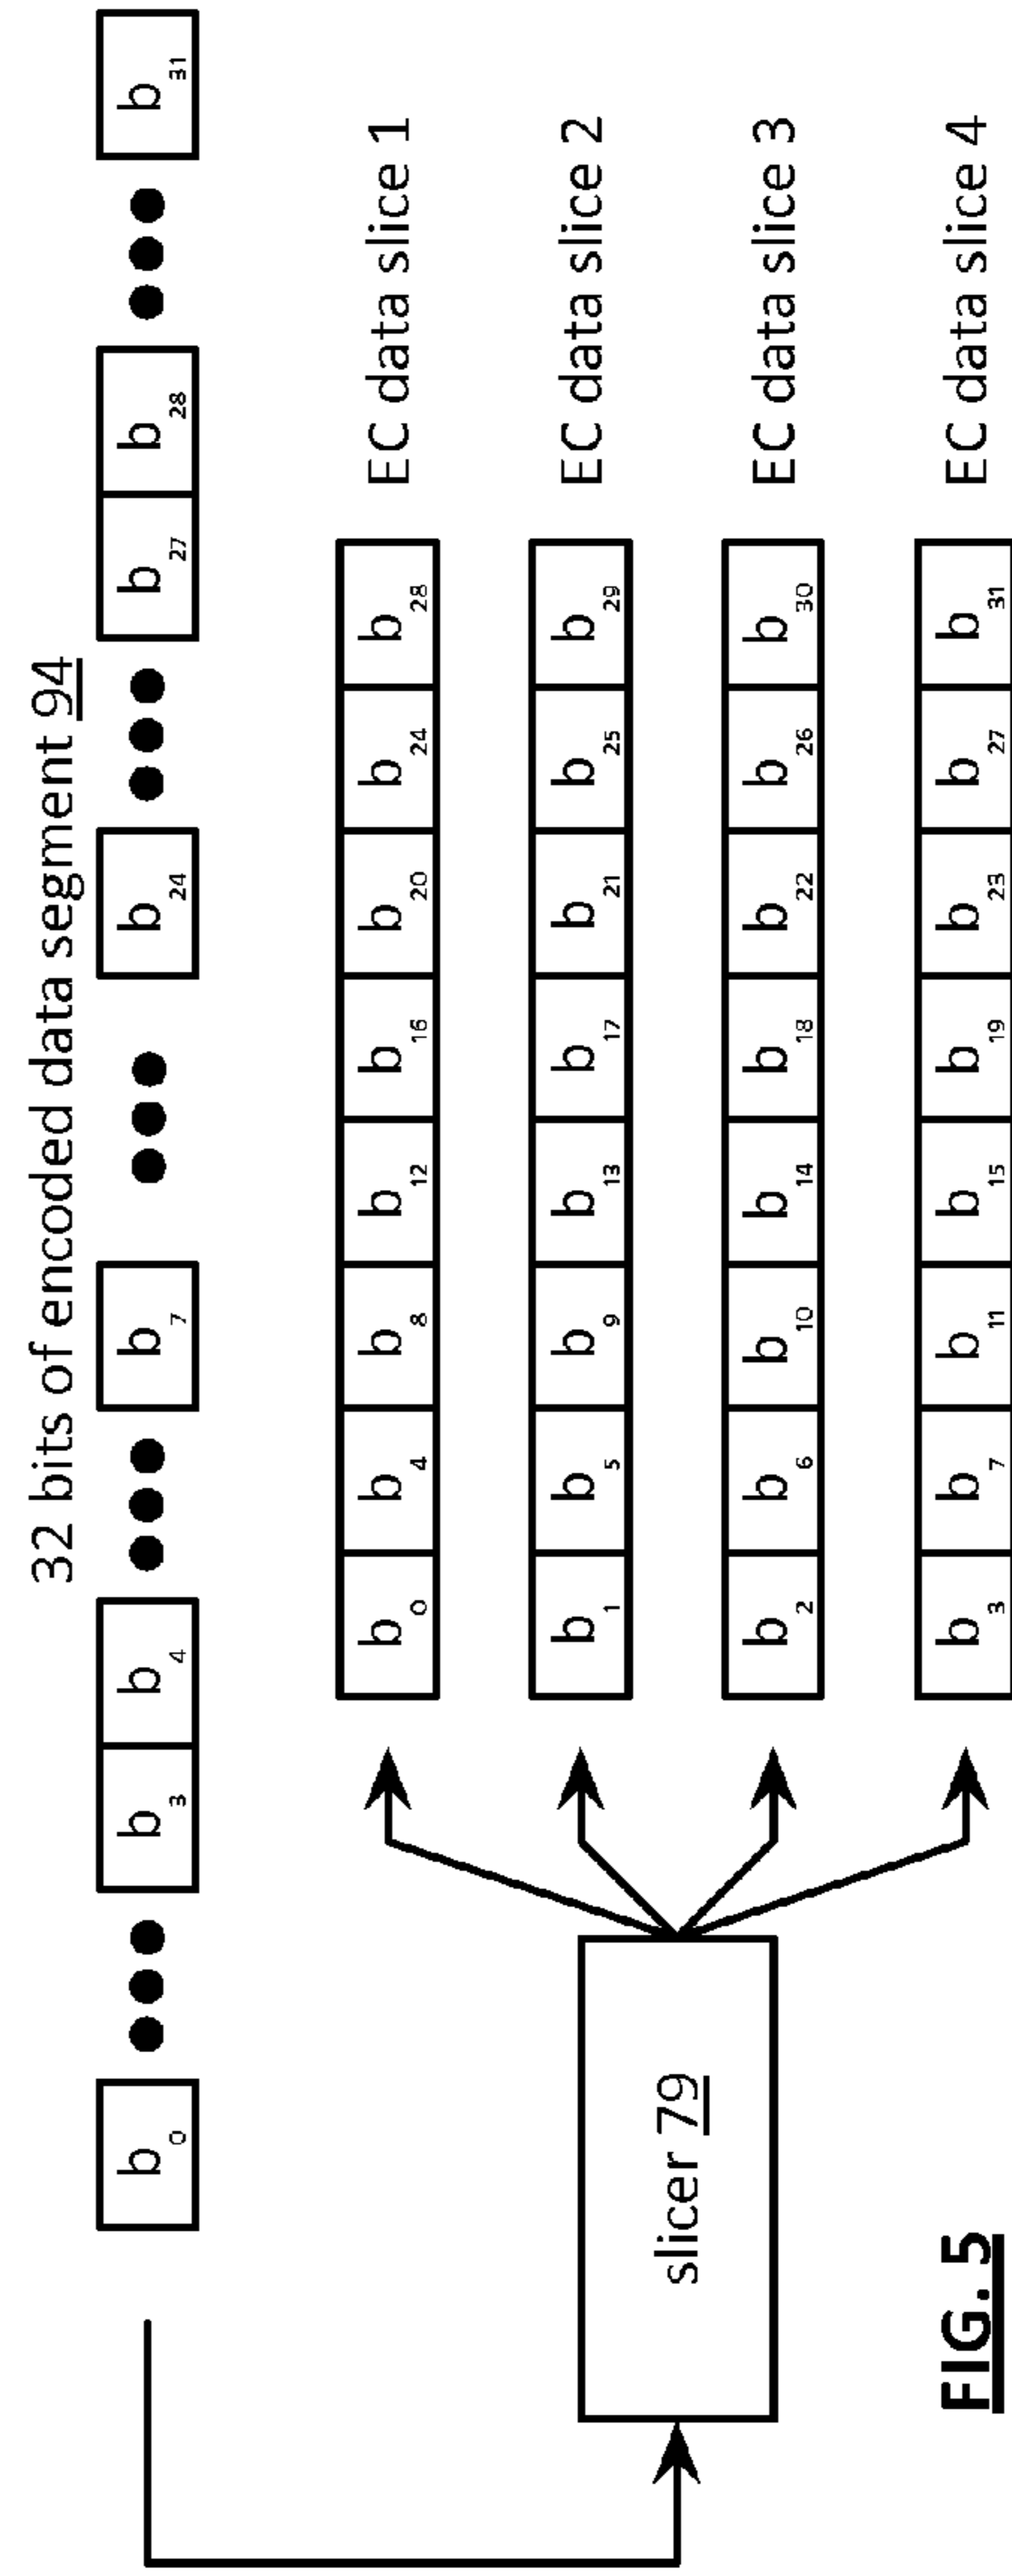 32 bits of encoded data segment 94
b0 b3 b4 b7 b24 b27 b28 b31
b0 b4 b8 b12 b16 b20 b24 b28 EC data slice 1
b1 b5 b9 b13 b17 b21 b25 b29 EC data slice 2
slicer 79
b2 b6 b10 b14 b18 b22 b26 b30 EC data slice 3
b3 b7 b11 b15 b19 b23 b27 b31 EC data slice 4
FIG. 5